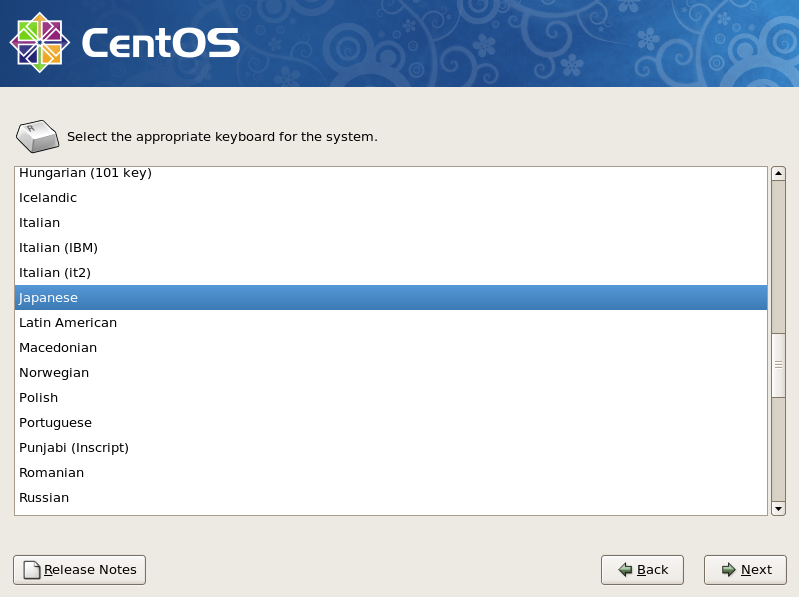 CentOS
R
Select the appropriate keyboard for the system.
Hungarian (101 key)
Icelandic
Italian
Italian (IBM)
Italian (it2)
Japanese
Latin American
Macedonian
Norwegian
Polish
Portuguese
Punjabi (Inscript)
Romanian
Russian
Release Notes
Back
Next